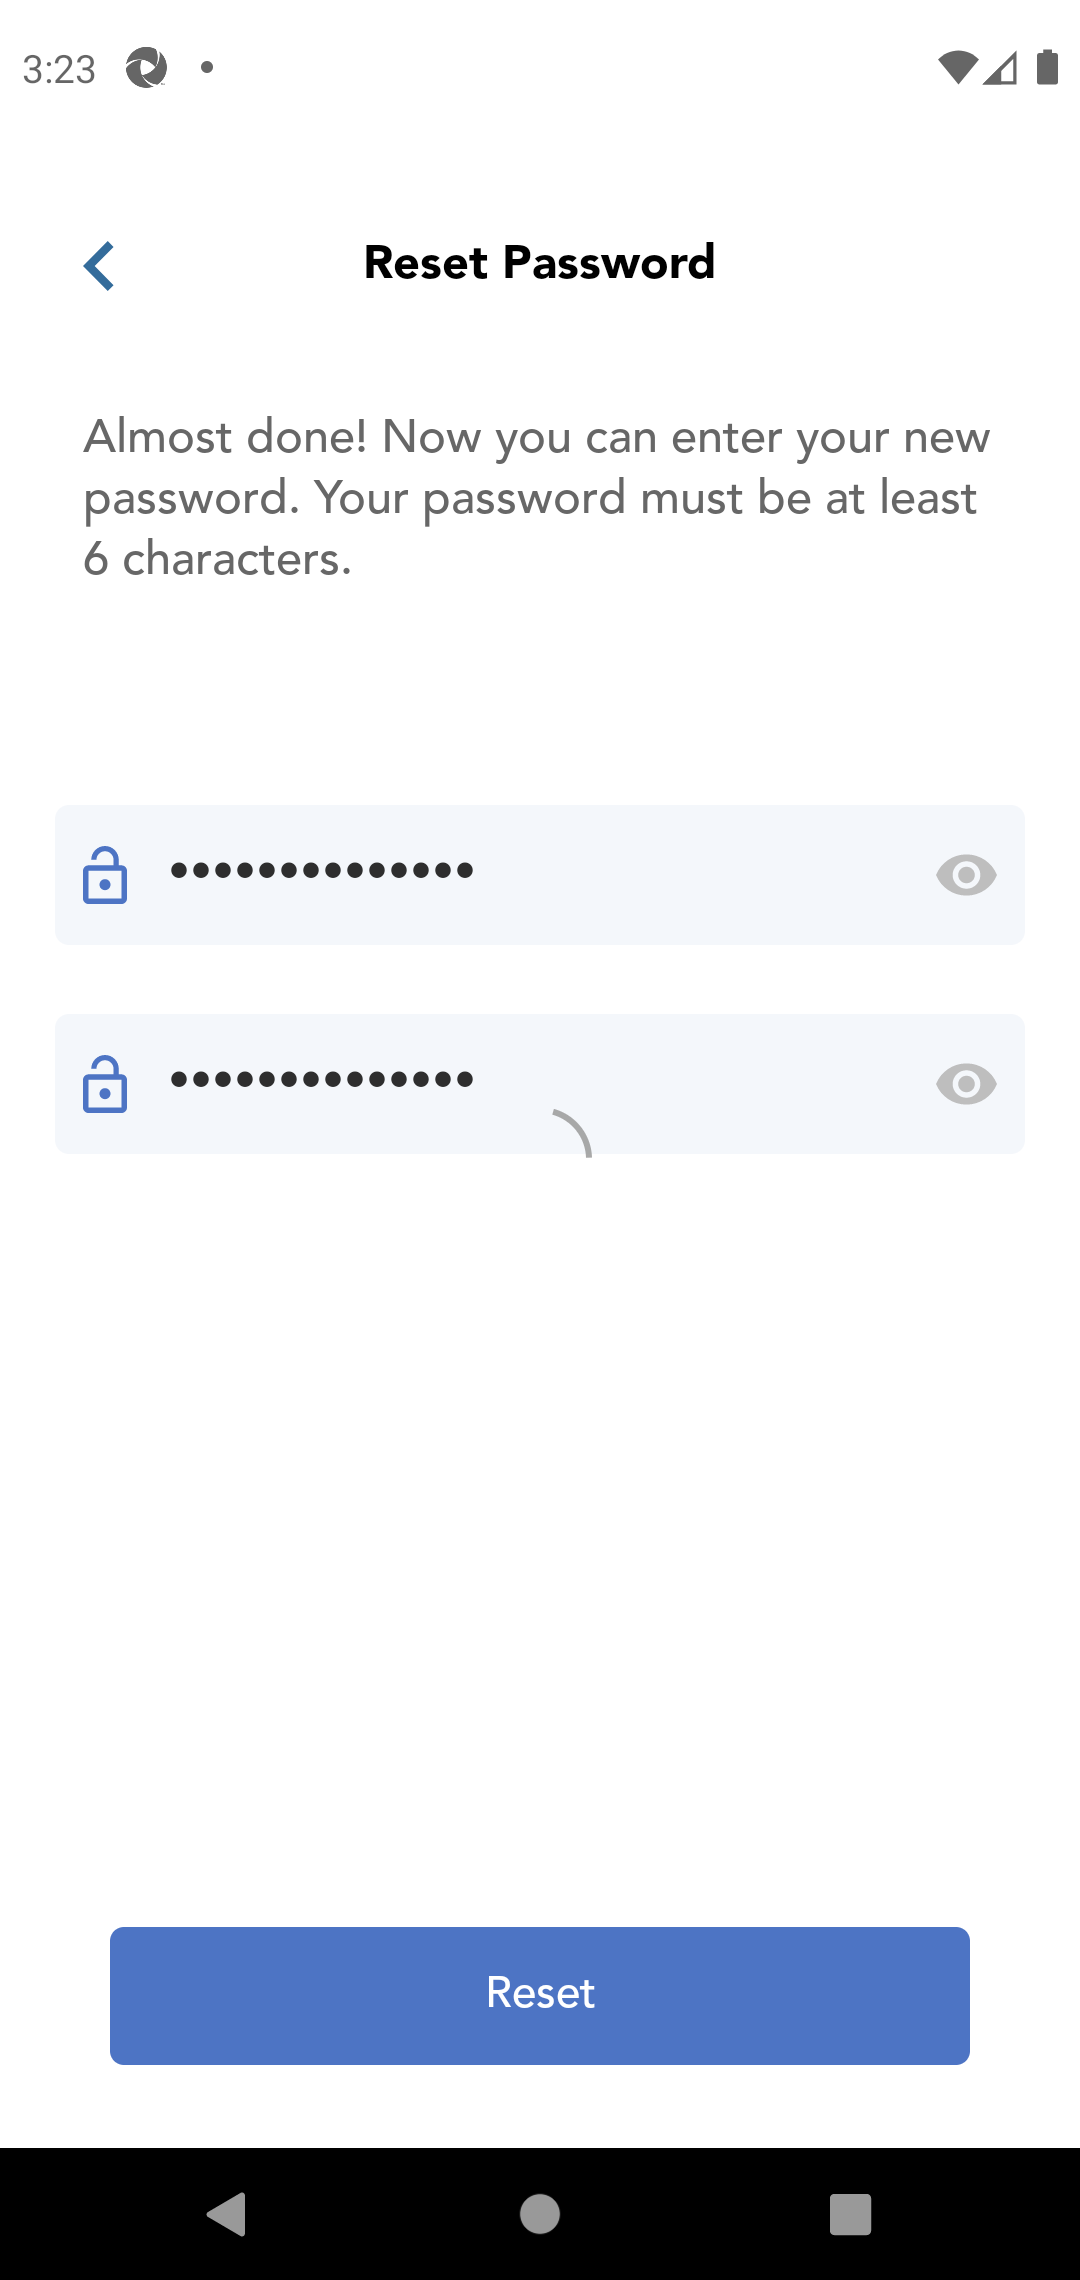 3:23
Reset Password
Almost done! Now you can enter your new
password. Your password must be at least
6 characters.
••••••••••••••
••••••••••••••
Reset